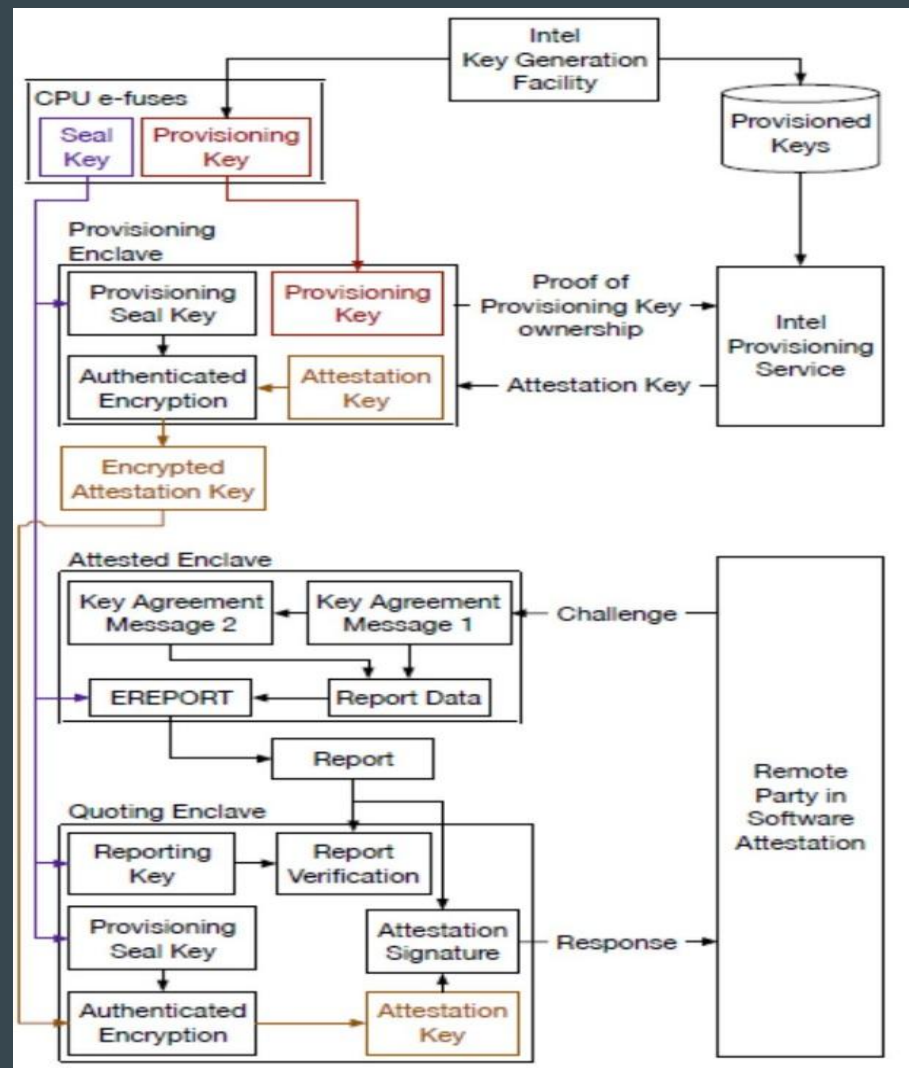 Intel
Key Generation
Facility
CPU e-fuses
Seal
Key
Provisioning
Key
Provisioned
Keys
Provisioning
Enclave
Provisioning
Seal Key
Provisioning
Key
Proof of
Provisioning Key
ownership
Intel
Provisioning
Service
Authenticated
Encryption
Attestation
Key
Attestation Key
Encrypted
Attestation Key
Attested Enclave
Key Agreement
Message 2
Key Agreement
Message 1
Challenge
EREPORT
Report Data
Report
Remote
Party in
Software
Attestation
Quoting Enclave
Reporting
Key
Report
Verification
Provisioning
Seal Key
Attestation
Signature
Response
Authenticated
Encryption
Attestation
Key